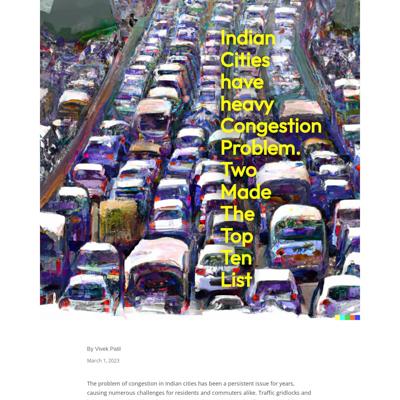 Indian
Cities
have
heavy
Congestion
Problem.
Two
Made
The
Top
Ten
List
By Vivek Patil
March 1, 2023
The problem of congestion in Indian cities has been a persistent issue for years,
causing numerous challenges for residents and commuters alike. Traffic gridlocks and